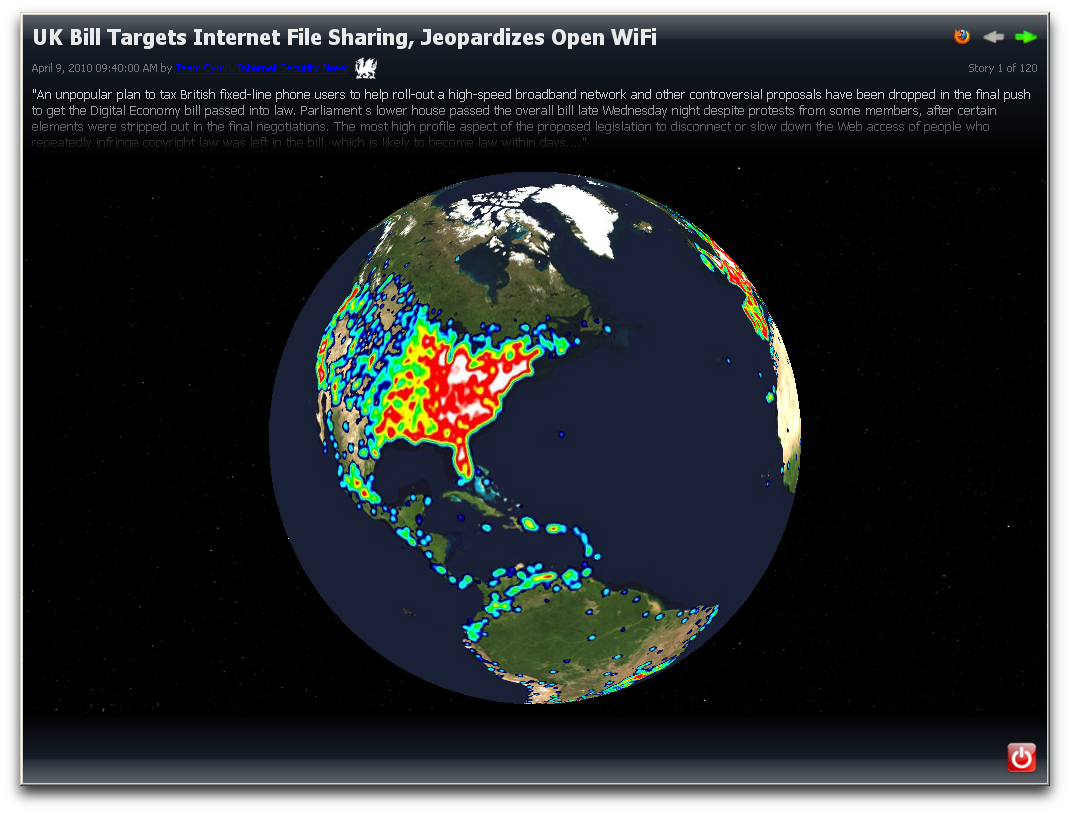 UK Bill Targets Internet File Sharing, Jeopardizes Open WiFi
April 9, 2010 09:40:00 AM by Team Cymru Internet Security News
Story 1 of 120
"An unpopular plan to tax British fixed-line phone users to help roll-out a high-speed broadband network and other controversial proposals have been dropped in the final push
to get the Digital Economy bill passed into law. Parliament s lower house passed the overall bill late Wednesday night despite protests from some members, after certain
elements were stripped out in the final negotiations. The most high profile aspect of the proposed legislation to disconnect or slow down the Web access of people who
repeatedly infringe copyright law was left in the bill, which is likely to become law within days...."